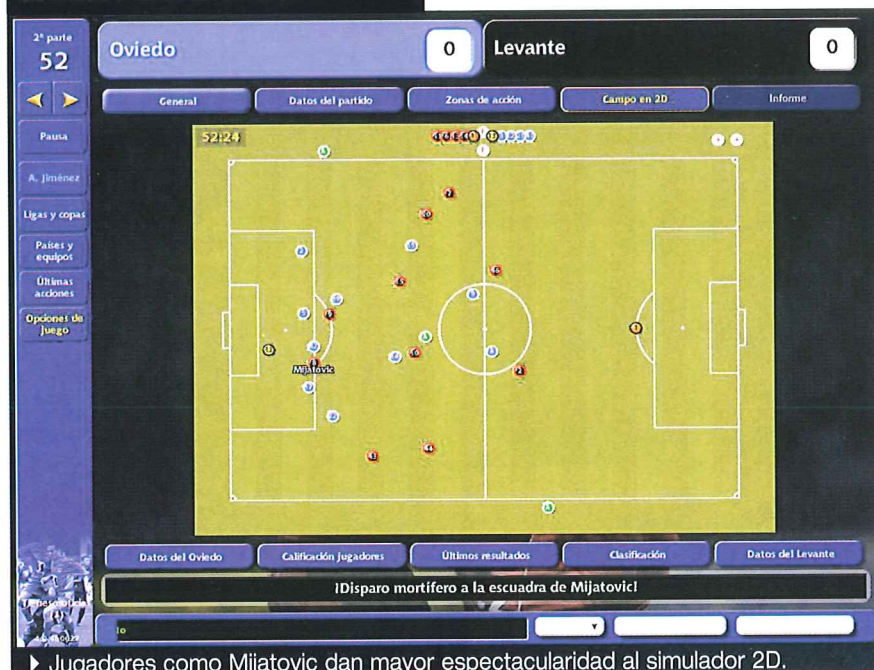 2ª parte
52
Oviedo 0 Levante 0
General Datos del partido Zonas de acción Campo en 2D Informe
Pausa
A. Jiménez
Ligas y copas
Países y equipos
Últimas acciones
Opciones de Juego
52:24
Mijatovic
Datos del Oviedo Calificación jugadores Últimos resultados Clasificación Datos del Levante
¡Disparo mortífero a la escuadra de Mijatovic!
Jugadores como Mijatovic dan mayor espectacularidad al simulador 2D.